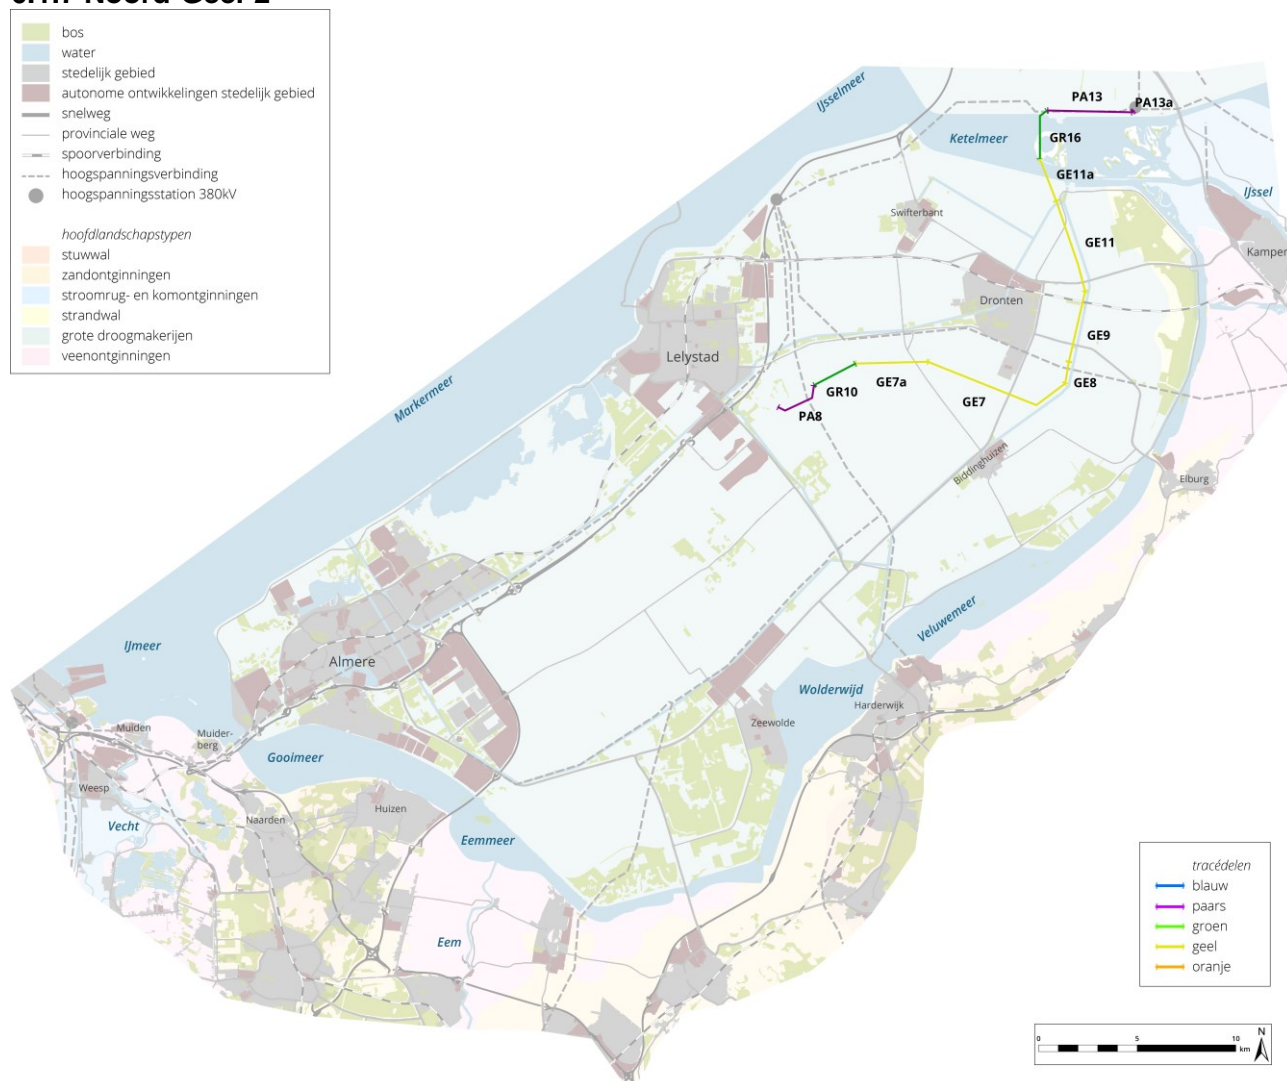 bos
water
stedelijk gebied
autonome ontwikkelingen stedelijk gebied
snelweg
provinciale weg
spoorverbinding
hoogspanningsverbinding
hoogspanningsstation 380kV
hoofdlandschapstypen
stuwwal
zandontginningen
stroomrug- en komontginningen
strandwal
grote droogmakerijen
veenontginningen
IJsselmeer
PA13
PA13a
Ketelmeer
GR16
GE11a
IJssel
Swifterbant
GE11
Kampen
Dronten
GE9
Lelystad
GE8
GR10
GE7a
GE7
PA8
Markermeer
Biddinghuizen
Elburg
Veluwemeer
IJmeer
Almere
Wolderwijd
Harderwijk
Zeewolde
Muiden
Muider-
berg
Gooimeer
Weesp
Huizen
Naarden
Vecht
Eemmeer
Eem
tracédelen
blauw
paars
groen
geel
oranje
0 5 10
km
N